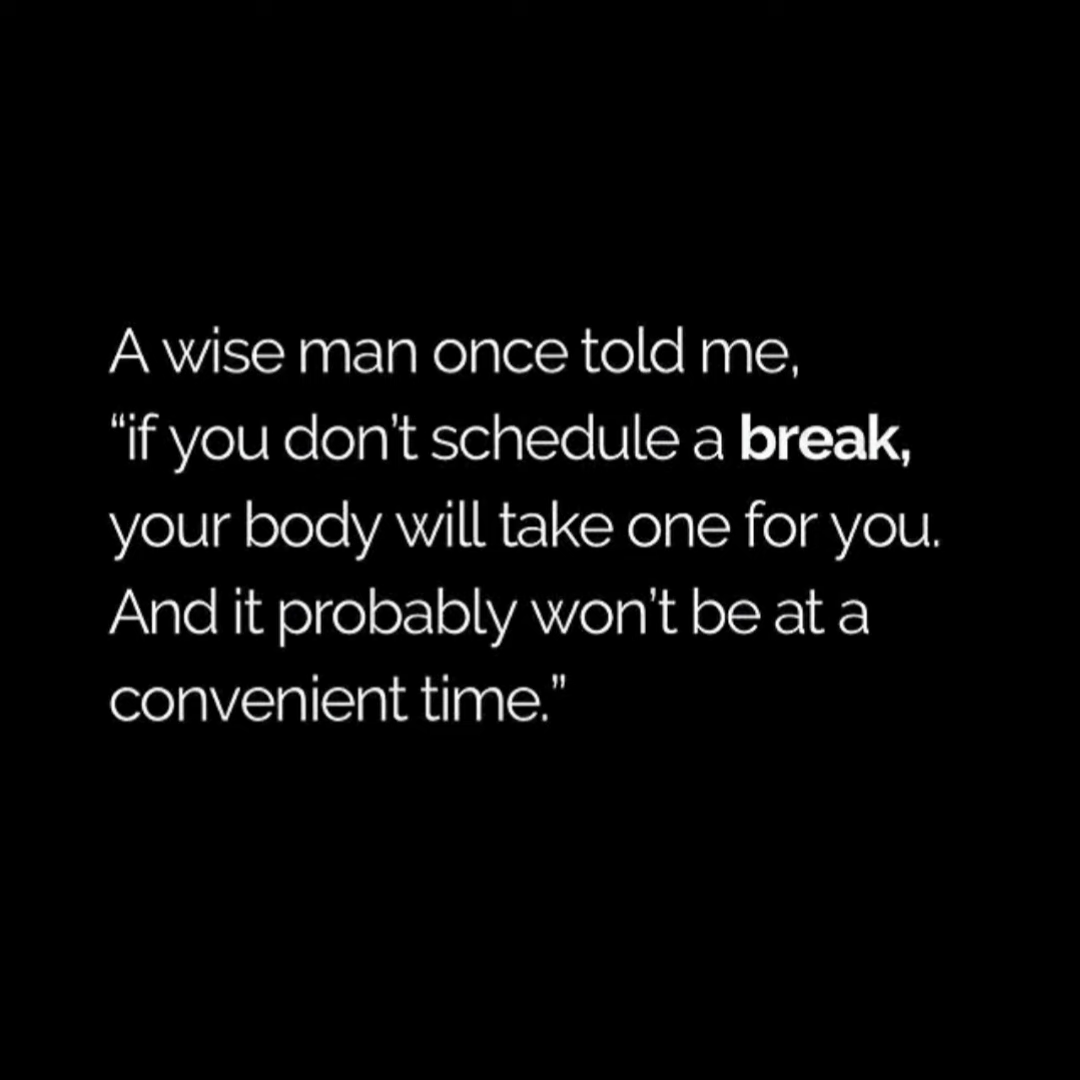 A wise man once told me,
“if you don’t schedule a break,
your body will take one for you.
And it probably won’t be at a
convenient time.”